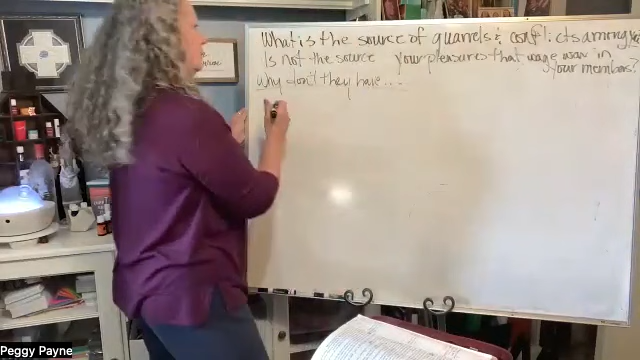 What is the source of quarrels & conflicts among you
Is not the source your pleasures that wage war in
your members?
Why don't they have...
Peggy Payne